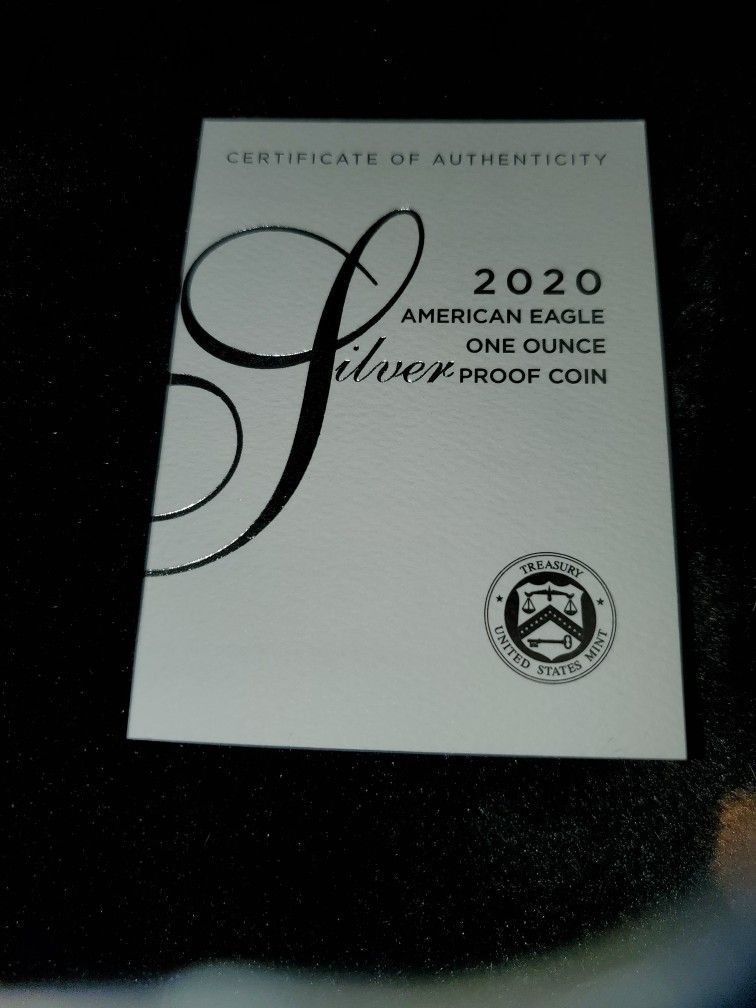 CERTIFICATE OF AUTHENTICITY
2020
AMERICAN EAGLE
ONE OUNCE
Silver PROOF COIN
TREASURY
UNITED STATES MINT